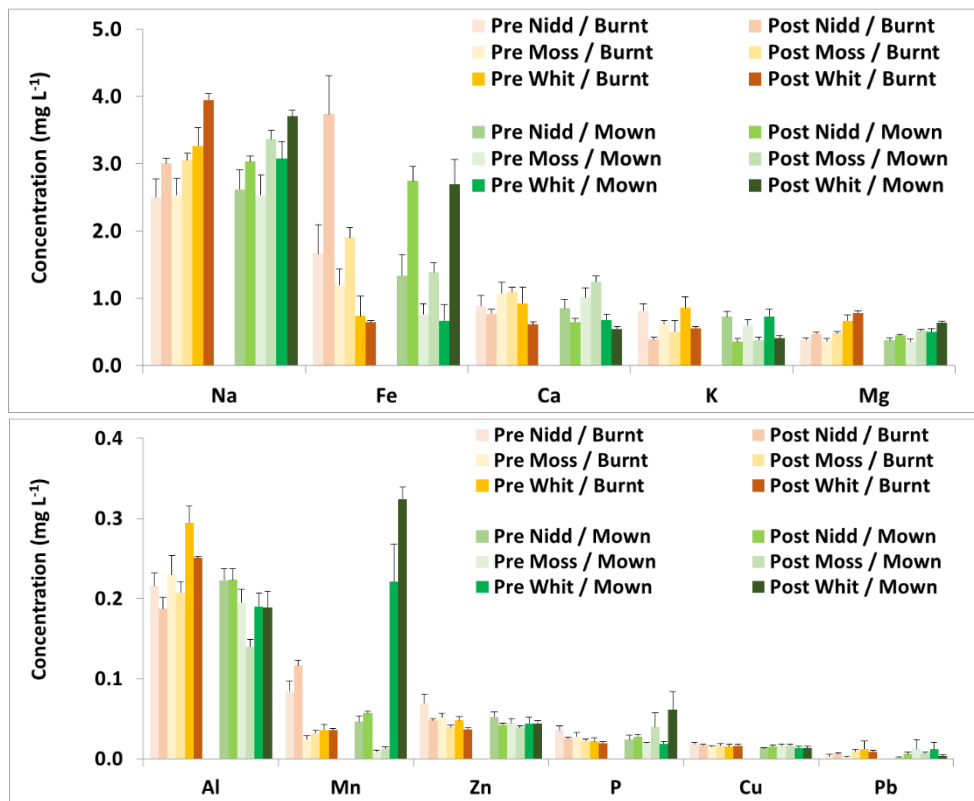 5.0
4.0
3.0
2.0
1.0
0.0
Concentration (mg L⁻¹)
Pre Nidd / Burnt Post Nidd / Burnt
Pre Moss / Burnt Post Moss / Burnt
Pre Whit / Burnt Post Whit / Burnt
Pre Nidd / Mown Post Nidd / Mown
Pre Moss / Mown Post Moss / Mown
Pre Whit / Mown Post Whit / Mown
Na Fe Ca K Mg
0.4
0.3
0.2
0.1
0.0
Concentration (mg L⁻¹)
Pre Nidd / Burnt Post Nidd / Burnt
Pre Moss / Burnt Post Moss / Burnt
Pre Whit / Burnt Post Whit / Burnt
Pre Nidd / Mown Post Nidd / Mown
Pre Moss / Mown Post Moss / Mown
Pre Whit / Mown Post Whit / Mown
Al Mn Zn P Cu Pb